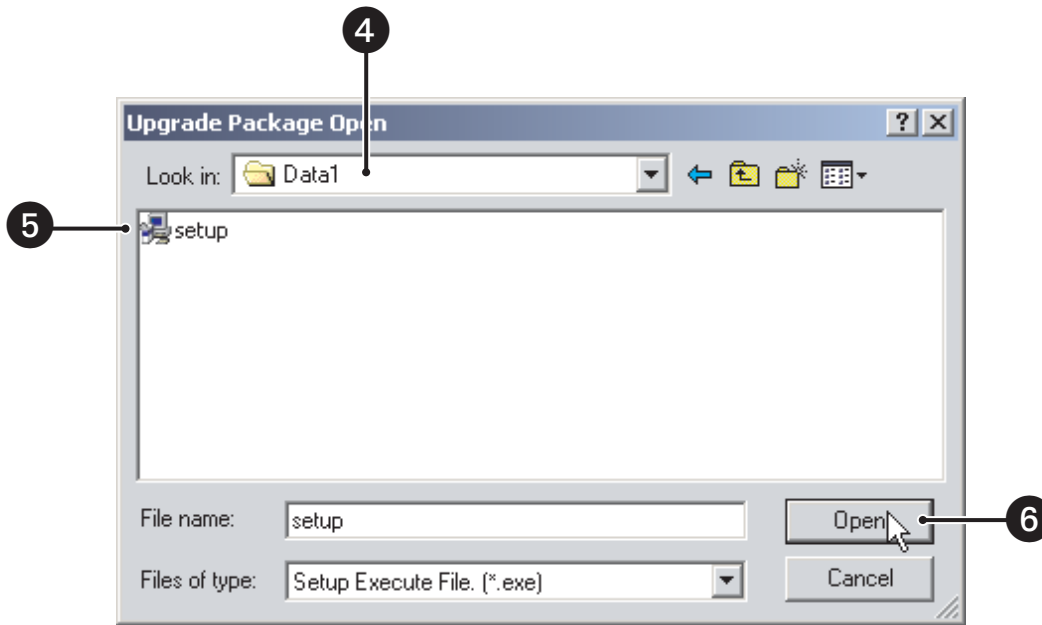 4
Upgrade Package Open
Look in: Data1
5
setup
File name: setup
Open
6
Files of type: Setup Execute File. (*.exe)
Cancel